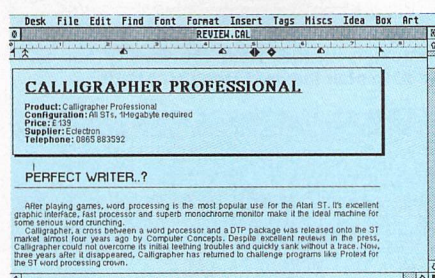 Desk File Edit Find Font Format Insert Tags Miscs Idea Box Art
REVIEW.CAL
CALLIGRAPHER PROFESSIONAL
Product: Calligrapher Professional
Configuration: All STs, 1Megabyte required
Price: £139
Supplier: Eclectron
Telephone: 0865 883592
PERFECT WRITER..?
After playing games, word processing is the most popular use for the Atari ST. It's excellent
graphic interface, fast processor and superb monochrome monitor make it the ideal machine for
some serious word crunching.
Calligrapher, a cross between a word processor and a DTP package was released onto the ST
market almost four years ago by Computer Concepts. Despite excellent reviews in the press,
Calligrapher could not overcome its initial teething troubles and quickly sank without a trace. Now,
three years after it disappeared, Calligrapher has returned to challenge programs like Protext for
the ST word processing crown.